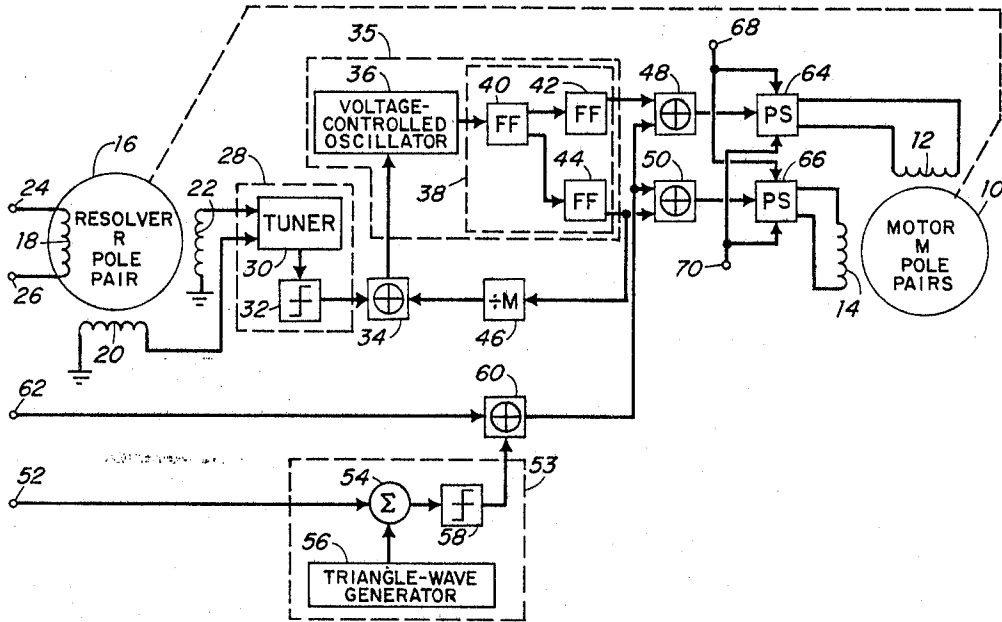 68
35
36
VOLTAGE-
CONTROLLED
OSCILLATOR
40
FF
42
FF
44
FF
38
48
50
64
PS
66
PS
12
10
MOTOR
M POLE
PAIRS
14
70
16
24
18
26
RESOLVER
R
POLE
PAIR
22
28
TUNER
30
32
34
÷M
46
20
62
60
52
54
Σ
53
58
56
TRIANGLE-WAVE
GENERATOR